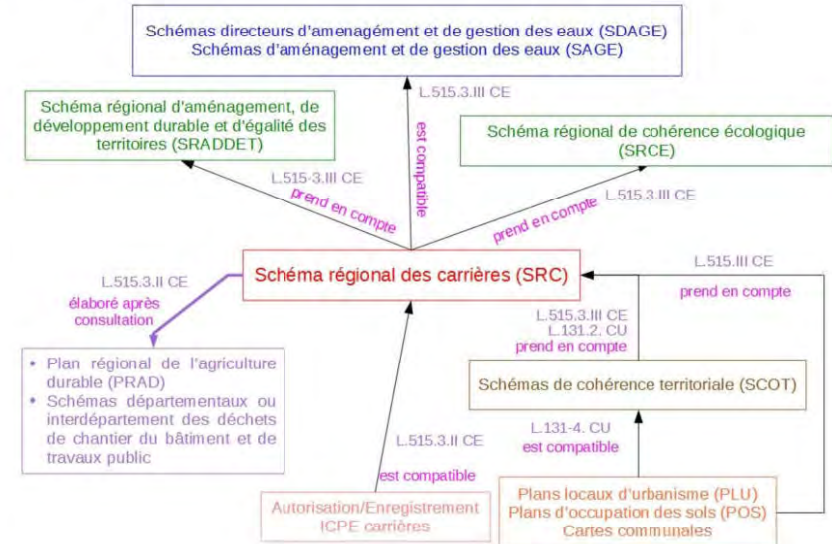 Schémas directeurs d'amenagément et de gestion des eaux (SDAGE)
Schémas d'aménagement et de gestion des eaux (SAGE)
L.515.3.III CE
est compatible
Schéma régional d'aménagement, de
développement durable et d'égalité des
territoires (SRADDET)
Schéma régional de cohérence écologique
(SRCE)
L.515-3.III CE
prend en compte
L.515.3.III CE
prend en compte
Schéma régional des carrières (SRC)
L.515.III CE
prend en compte
L.515.3.II CE
élaboré après
consultation
L.515.3.III CE
L.131.2. CU
prend en compte
• Plan régional de l'agriculture
durable (PRAD)
• Schémas départementaux ou
interdépartement des déchets
de chantier du bâtiment et de
travaux public
Schémas de cohérence territoriale (SCOT)
L.515.3.II CE
est compatible
L.131-4. CU
est compatible
Autorisation/Enregistrement
ICPE carrières
Plans locaux d'urbanisme (PLU)
Plans d'occupation des sols (POS)
Cartes communales